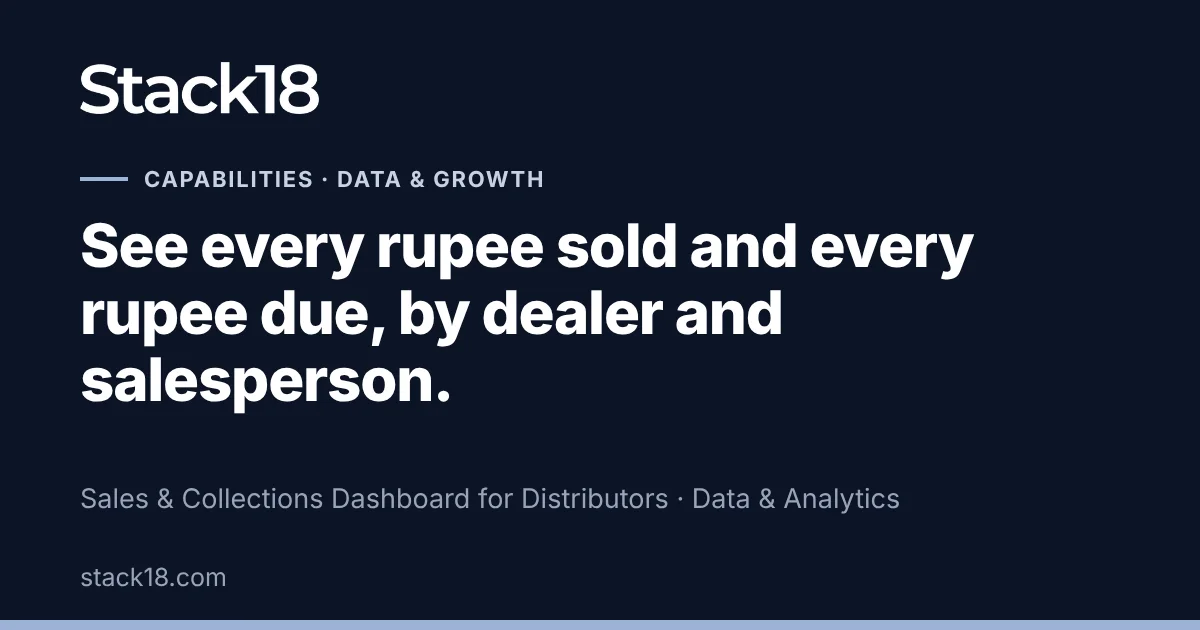 Stack18
CAPABILITIES · DATA & GROWTH
See every rupee sold and every
rupee due, by dealer and
salesperson.
Sales & Collections Dashboard for Distributors · Data & Analytics
stack18.com